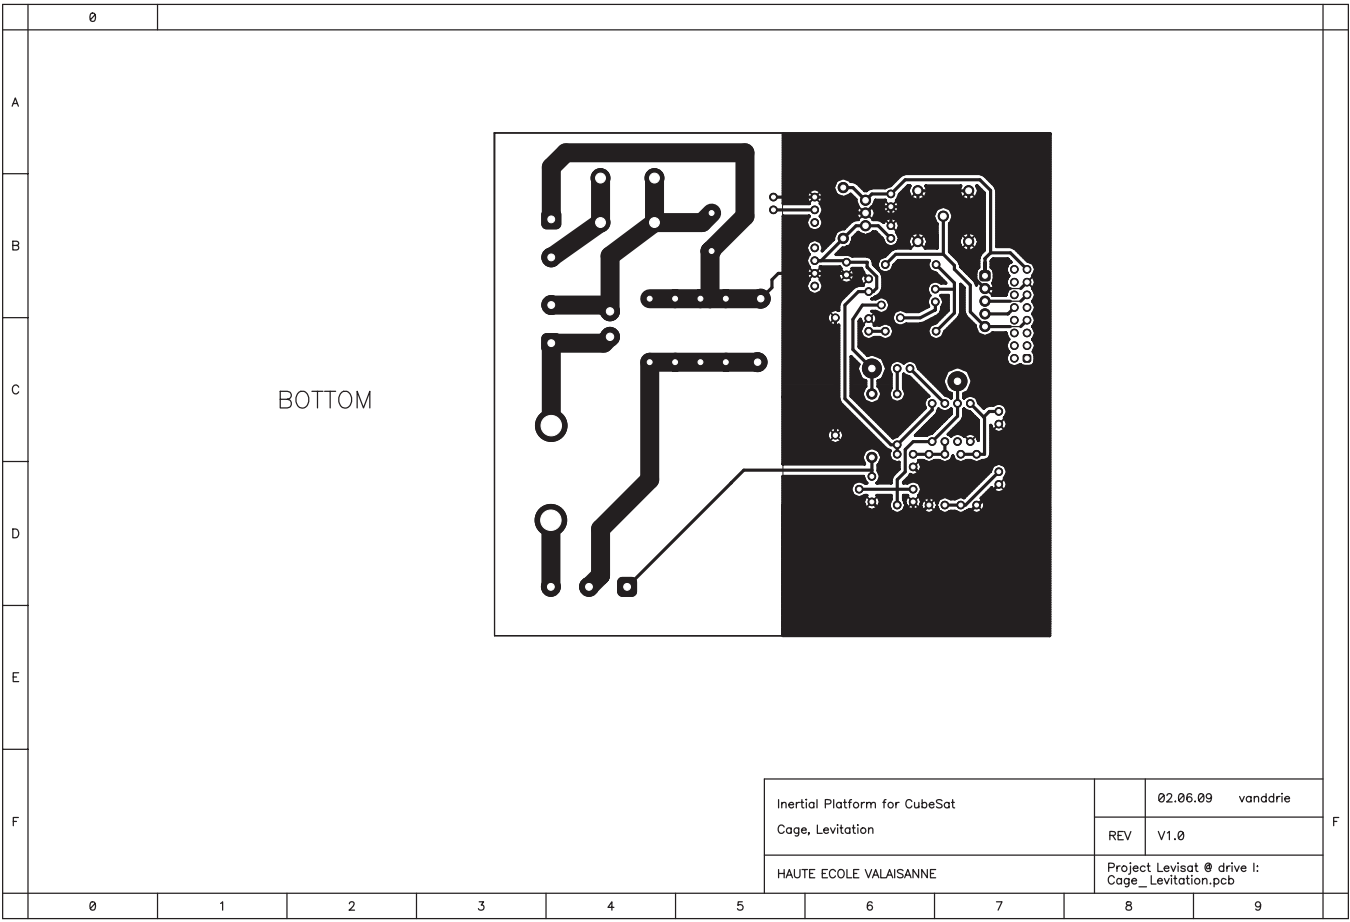 0
A
B
C
D
E
F
BOTTOM
Inertial Platform for CubeSat
Cage, Levitation
HAUTE ECOLE VALAISANNE
02.06.09 vanddrie
REV V1.0
Project Levisat @ drive I:
Cage_Levitation.pcb
F
0 1 2 3 4 5 6 7 8 9